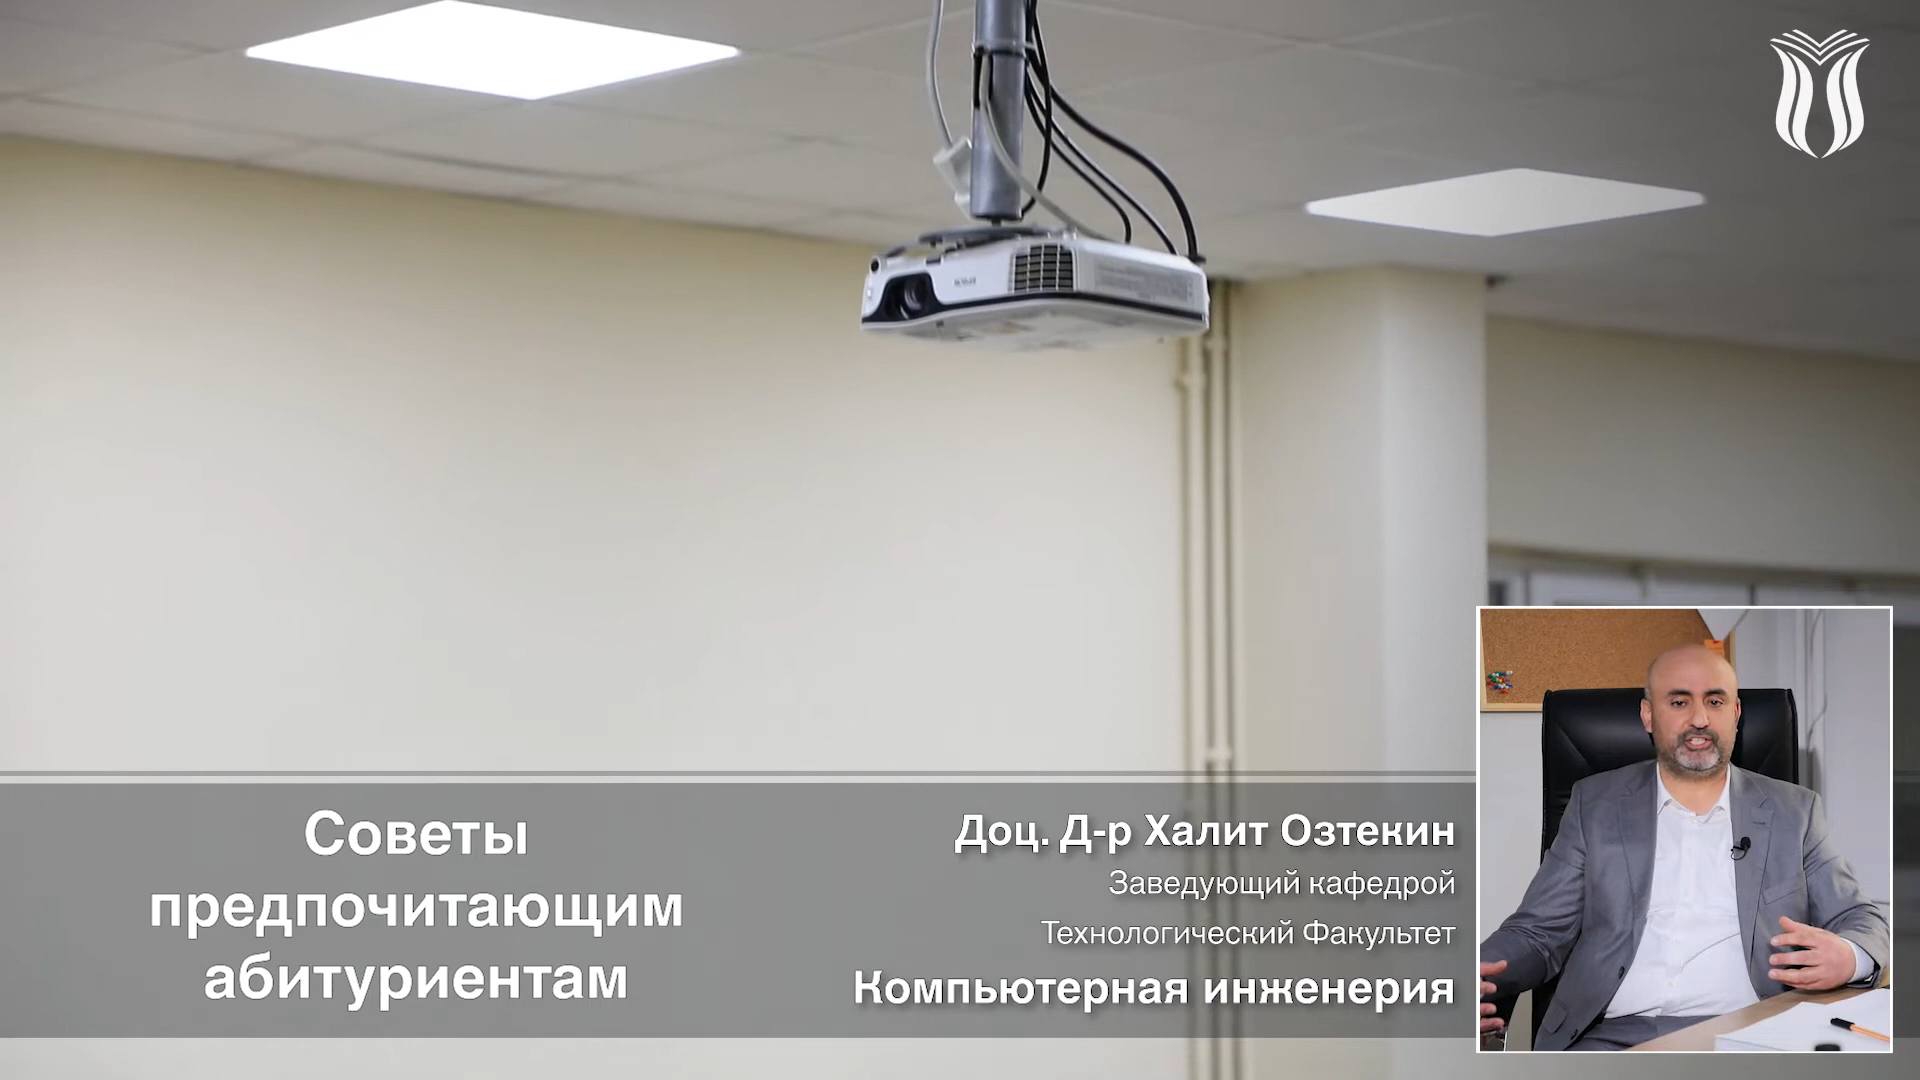 Советы
предпочитающим
абитуриентам
Доц. Д-р Халит Озтекин
Заведующий кафедрой
Технологический Факультет
Компьютерная инженерия